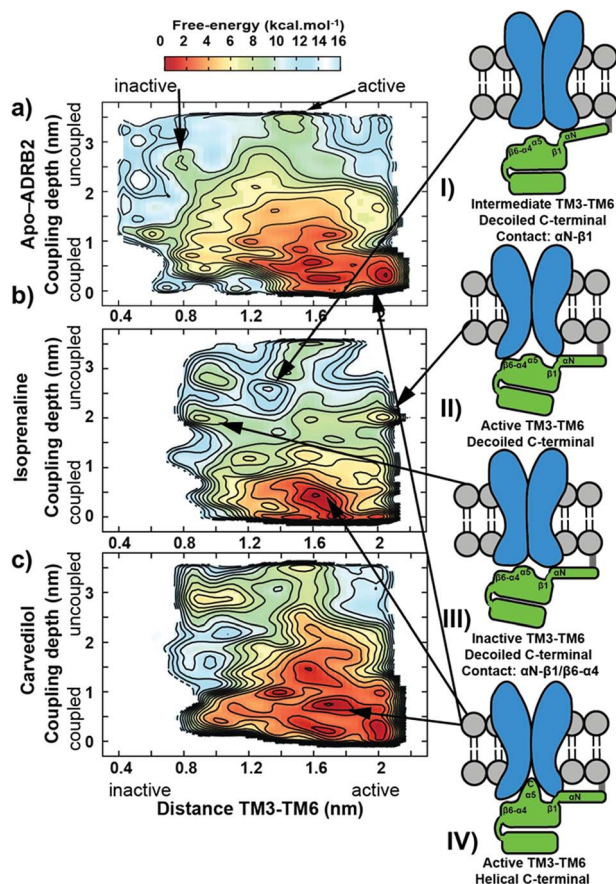 Free-energy (kcal.mol⁻¹)
0 2 4 6 8 10 12 14 16
inactive
active
a)
Apo–ADRB2
Coupling depth (nm)
coupled
uncoupled
3
2
1
0
0.4 0.8 1.2 1.6 2
b)
Isoprenaline
Coupling depth (nm)
coupled
uncoupled
3
2
1
0
0.4 0.8 1.2 1.6 2
c)
Carvedilol
Coupling depth (nm)
coupled
uncoupled
3
2
1
0
0.4 0.8 1.2 1.6 2
inactive
active
Distance TM3-TM6 (nm)
β6-α4 α5 β1 αN
I)
Intermediate TM3-TM6
Decoiled C-terminal
Contact: αN-β1
β6-α4 α5 β1 αN
II)
Active TM3-TM6
Decoiled C-terminal
β6-α4 α5 β1 αN
III)
Inactive TM3-TM6
Decoiled C-terminal
Contact: αN-β1/β6-α4
C
α5
β6-α4 β1 αN
IV)
Active TM3-TM6
Helical C-terminal